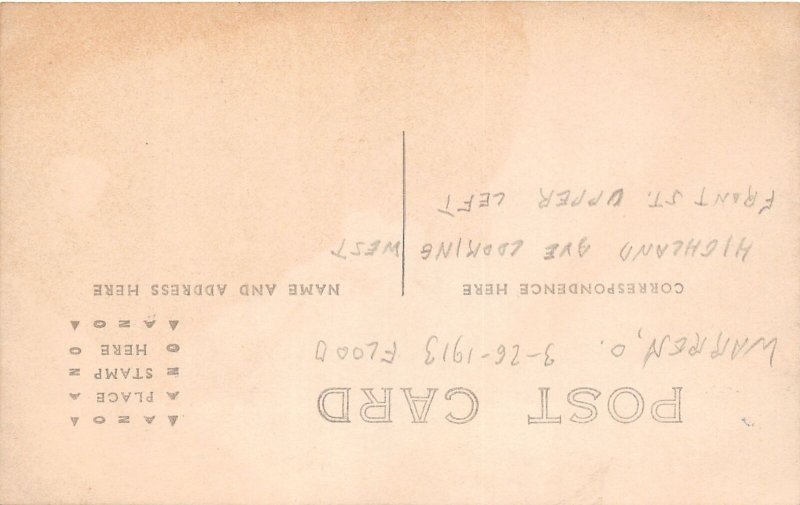 POST CARD
WARREN, O. 3-26-1913 FLOOD
CORRESPONDENCE HERE
NAME AND ADDRESS HERE
HIGHLAND AVE LOOKING WEST
FRONT ST. UPPER LEFT
▲ A Z O ▲
A PLACE A
Z STAMP Z
O HERE O
▲ A N Z O ▲